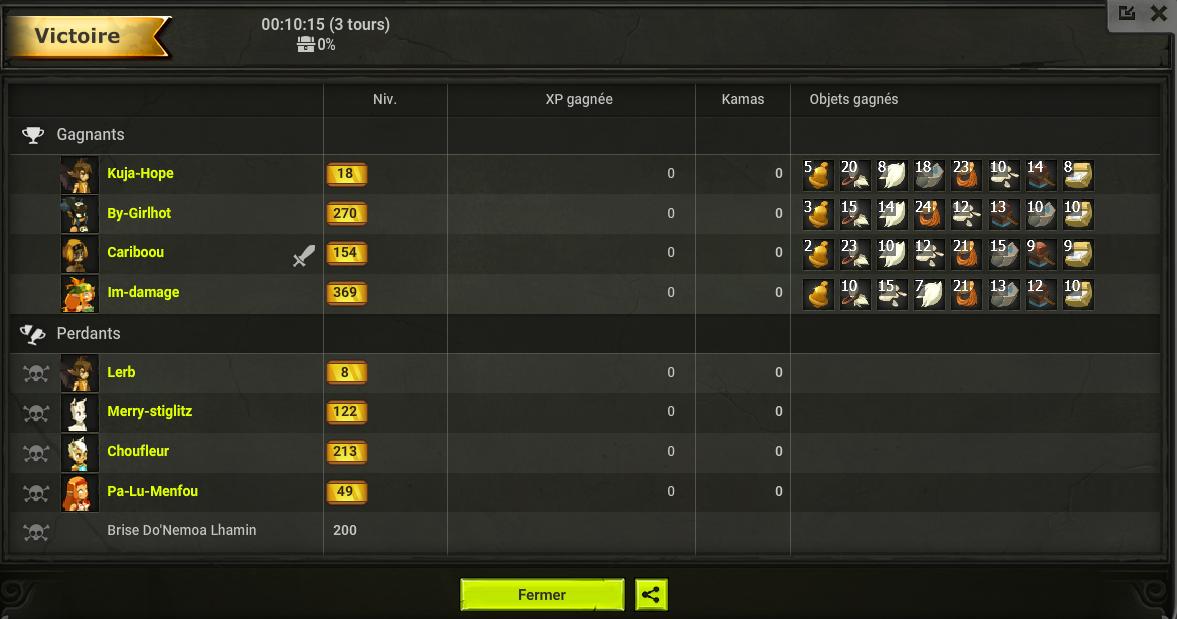 Victoire
00:10:15 (3 tours)
0%
Niv. XP gagnée Kamas Objets gagnés
Gagnants
Kuja-Hope 18 0 0 5 20 8 18 23 10 14 8
By-Girlhot 270 0 0 3 15 14 24 12 13 10 10
Cariboou 154 0 0 2 23 10 12 21 15 9 9
Im-damage 369 0 0 10 15 7 21 13 12 10
Perdants
Lerb 8 0 0
Merry-stiglitz 122 0 0
Choufleur 213 0 0
Pa-Lu-Menfou 49 0 0
Brise Do'Nemoa Lhamin 200
Fermer